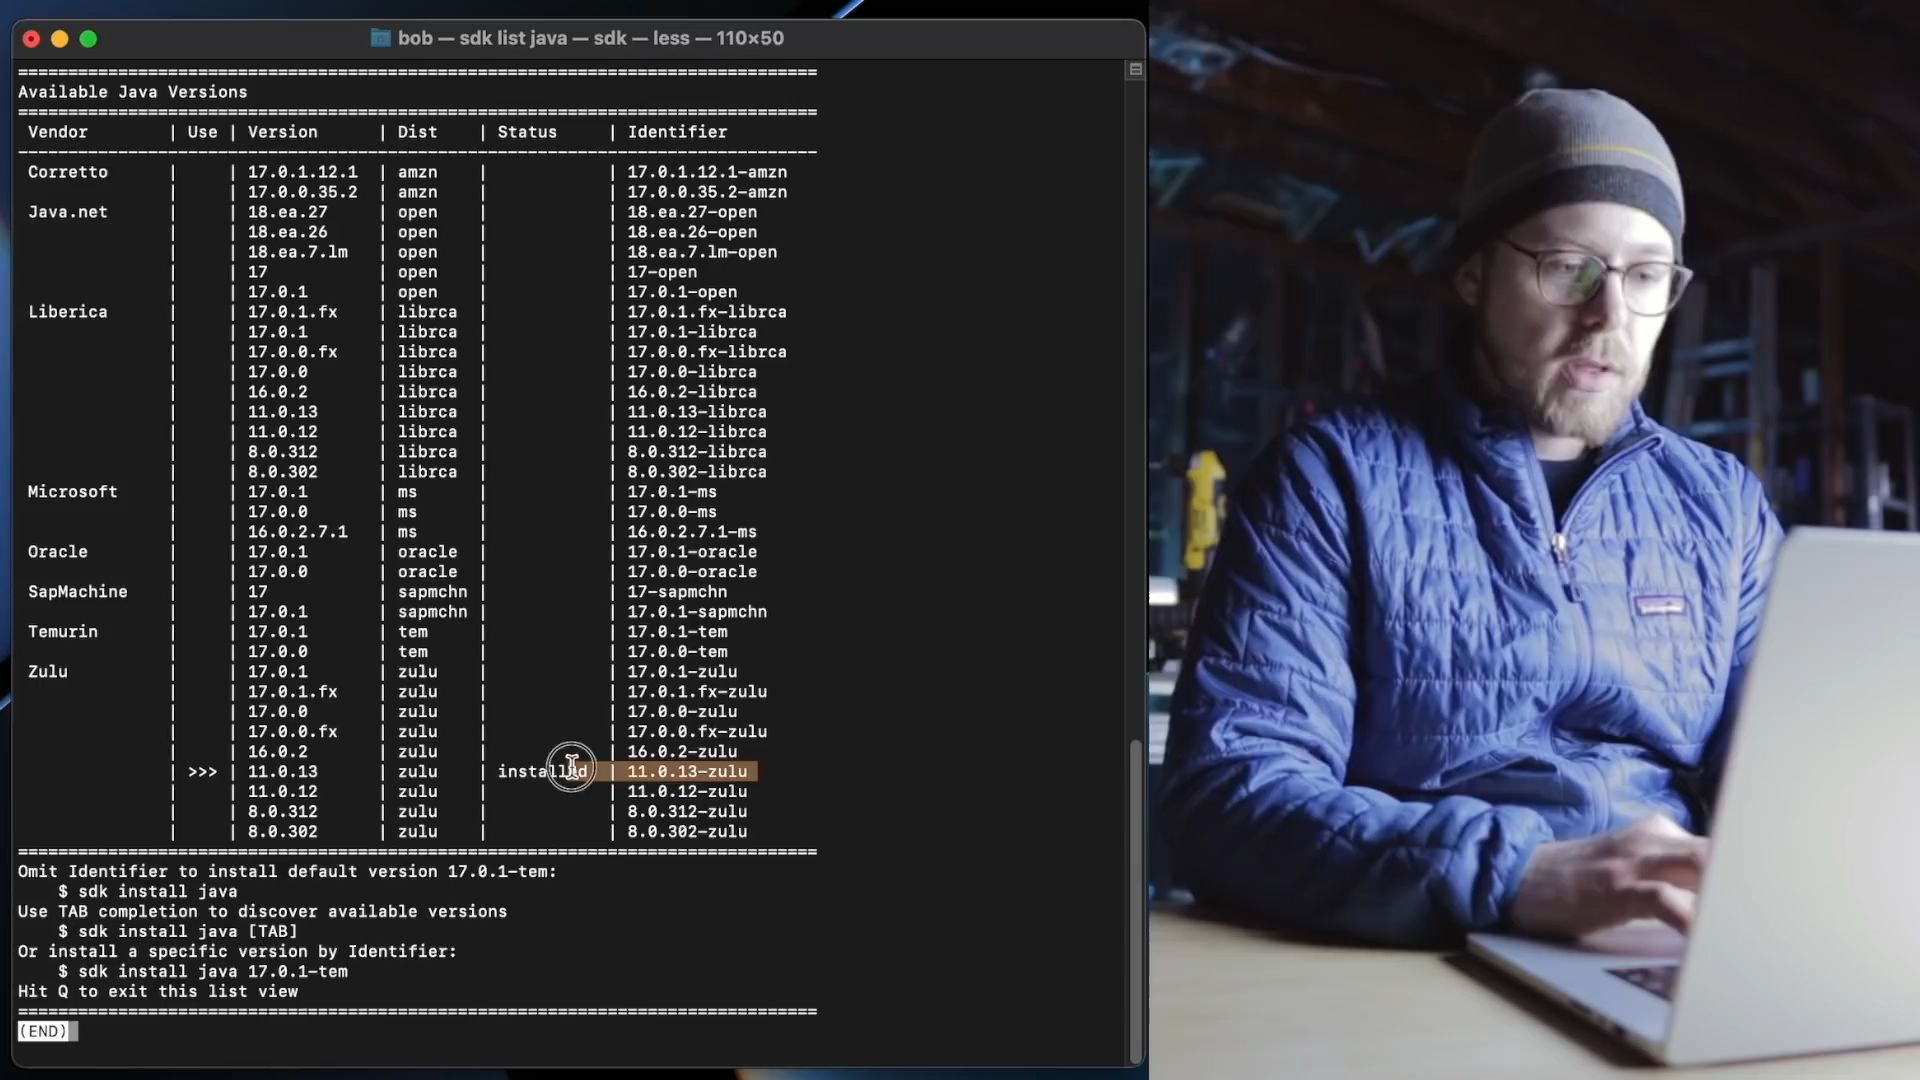 bob — sdk list java — sdk — less — 110×50
================================================================================
Available Java Versions
================================================================================
Vendor | Use | Version | Dist | Status | Identifier
--------------------------------------------------------------------------------
Corretto | | 17.0.1.12.1 | amzn | | 17.0.1.12.1-amzn
| | 17.0.0.35.2 | amzn | | 17.0.0.35.2-amzn
Java.net | | 18.ea.27 | open | | 18.ea.27-open
| | 18.ea.26 | open | | 18.ea.26-open
| | 18.ea.7.lm | open | | 18.ea.7.lm-open
| | 17 | open | | 17-open
| | 17.0.1 | open | | 17.0.1-open
Liberica | | 17.0.1.fx | librca | | 17.0.1.fx-librca
| | 17.0.1 | librca | | 17.0.1-librca
| | 17.0.0.fx | librca | | 17.0.0.fx-librca
| | 17.0.0 | librca | | 17.0.0-librca
| | 16.0.2 | librca | | 16.0.2-librca
| | 11.0.13 | librca | | 11.0.13-librca
| | 11.0.12 | librca | | 11.0.12-librca
| | 8.0.312 | librca | | 8.0.312-librca
| | 8.0.302 | librca | | 8.0.302-librca
Microsoft | | 17.0.1 | ms | | 17.0.1-ms
| | 17.0.0 | ms | | 17.0.0-ms
| | 16.0.2.7.1 | ms | | 16.0.2.7.1-ms
Oracle | | 17.0.1 | oracle | | 17.0.1-oracle
| | 17.0.0 | oracle | | 17.0.0-oracle
SapMachine | | 17 | sapmchn | | 17-sapmchn
| | 17.0.1 | sapmchn | | 17.0.1-sapmchn
Temurin | | 17.0.1 | tem | | 17.0.1-tem
| | 17.0.0 | tem | | 17.0.0-tem
Zulu | | 17.0.1 | zulu | | 17.0.1-zulu
| | 17.0.1.fx | zulu | | 17.0.1.fx-zulu
| | 17.0.0 | zulu | | 17.0.0-zulu
| | 17.0.0.fx | zulu | | 17.0.0.fx-zulu
| | 16.0.2 | zulu | | 16.0.2-zulu
| >>> | 11.0.13 | zulu | installed | 11.0.13-zulu
| | 11.0.12 | zulu | | 11.0.12-zulu
| | 8.0.312 | zulu | | 8.0.312-zulu
| | 8.0.302 | zulu | | 8.0.302-zulu
================================================================================
Omit Identifier to install default version 17.0.1-tem:
$ sdk install java
Use TAB completion to discover available versions
$ sdk install java [TAB]
Or install a specific version by Identifier:
$ sdk install java 17.0.1-tem
Hit Q to exit this list view
================================================================================
(END)